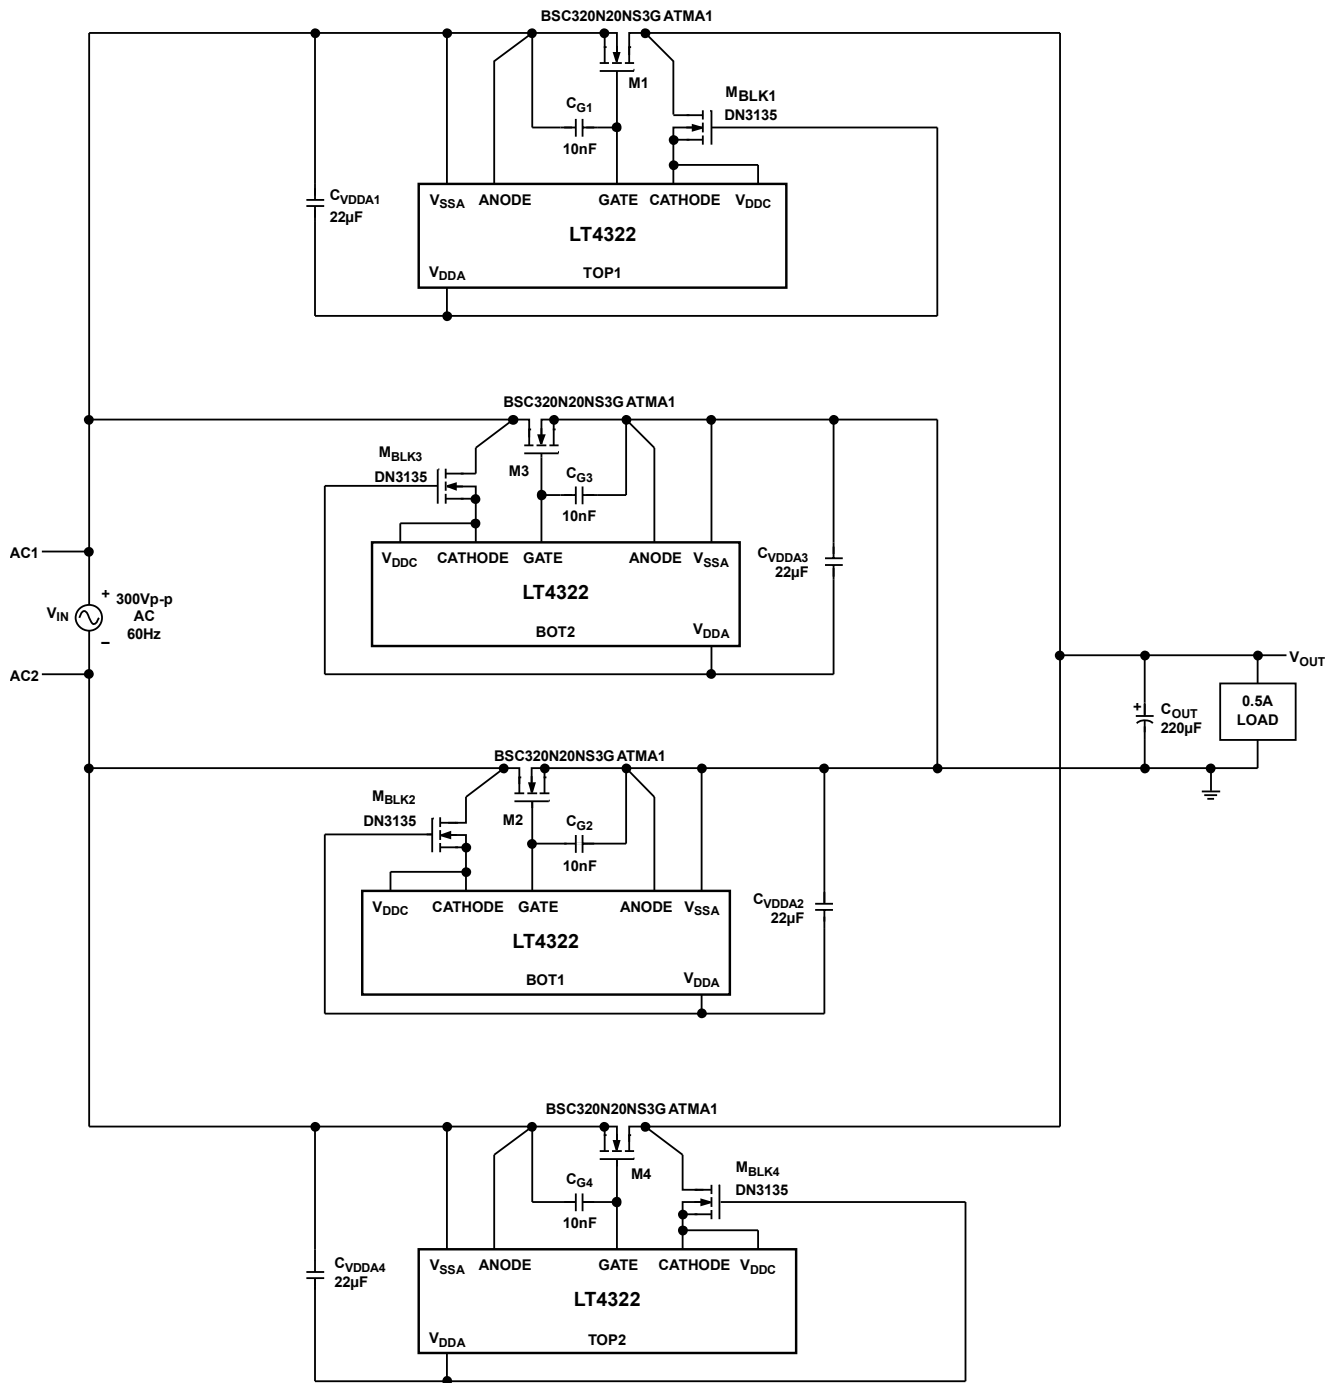 BSC320N20NS3G ATMA1
M1
MBLK1
DN3135
CG1
10nF
CVDDA1
22µF
VSSA ANODE GATE CATHODE VDDC
LT4322
VDDA TOP1
BSC320N20NS3G ATMA1
MBLK3
DN3135
M3
CG3
10nF
VDDC CATHODE GATE ANODE VSSA
CVDDA3
22µF
LT4322
VDDA
BOT2
AC1
VIN
+ 300Vp-p
AC
60Hz
–
AC2
VOUT
+
COUT
220µF
0.5A
LOAD
BSC320N20NS3G ATMA1
MBLK2
DN3135
M2
CG2
10nF
VDDC CATHODE GATE ANODE VSSA
CVDDA2
22µF
LT4322
VDDA
BOT1
BSC320N20NS3G ATMA1
M4
MBLK4
DN3135
CG4
10nF
CVDDA4
22µF
VSSA ANODE GATE CATHODE VDDC
LT4322
VDDA TOP2